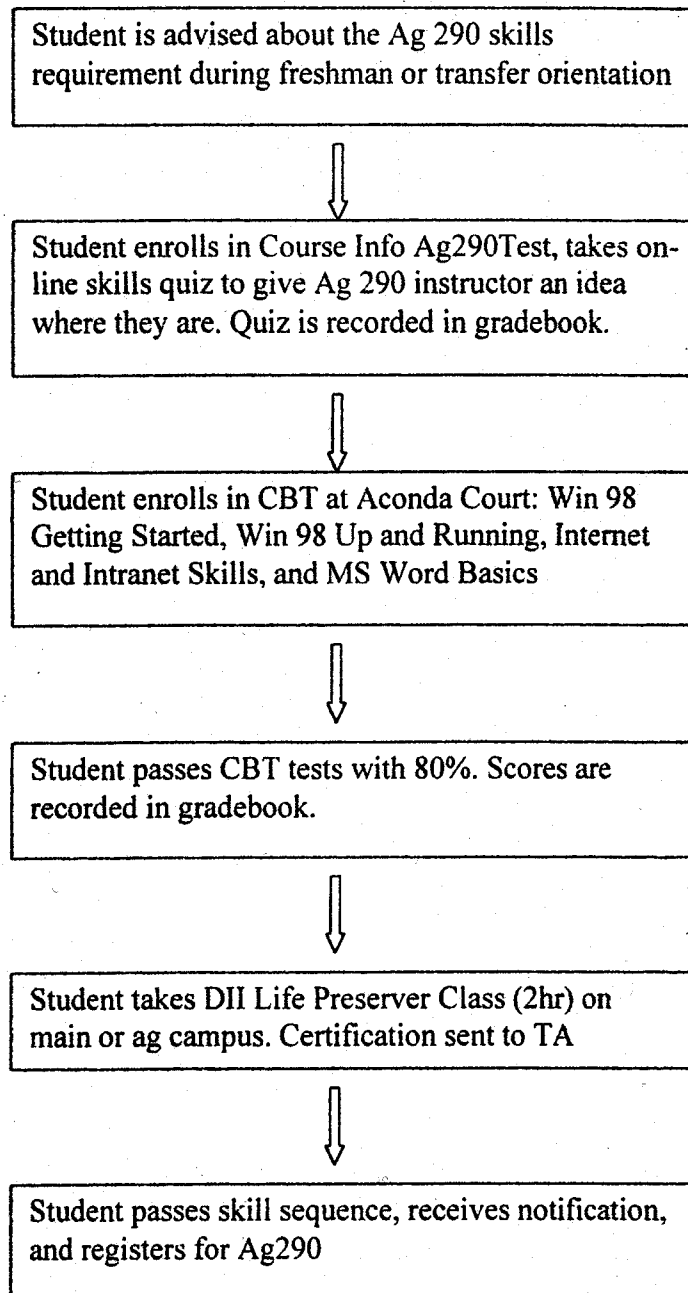 Student is advised about the Ag 290 skills
requirement during freshman or transfer orientation
Student enrolls in Course Info Ag290Test, takes on-
line skills quiz to give Ag 290 instructor an idea
where they are. Quiz is recorded in gradebook.
Student enrolls in CBT at Aconda Court: Win 98
Getting Started, Win 98 Up and Running, Internet
and Intranet Skills, and MS Word Basics
Student passes CBT tests with 80%. Scores are
recorded in gradebook.
Student takes DII Life Preserver Class (2hr) on
main or ag campus. Certification sent to TA
Student passes skill sequence, receives notification,
and registers for Ag290